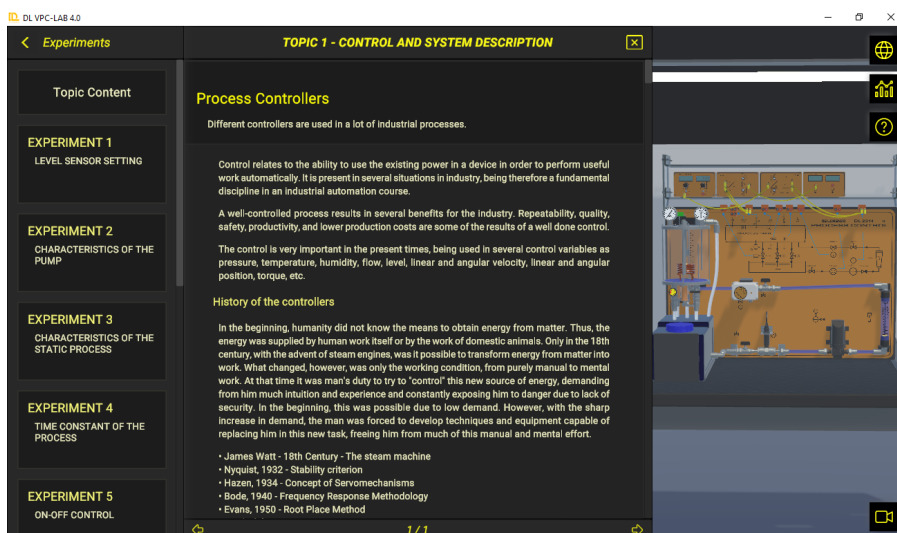 DL VPC-LAB 4.0
Experiments
Topic Content
EXPERIMENT 1
LEVEL SENSOR SETTING
EXPERIMENT 2
CHARACTERISTICS OF THE
PUMP
EXPERIMENT 3
CHARACTERISTICS OF THE
STATIC PROCESS
EXPERIMENT 4
TIME CONSTANT OF THE
PROCESS
EXPERIMENT 5
ON-OFF CONTROL
TOPIC 1 - CONTROL AND SYSTEM DESCRIPTION
Process Controllers
Different controllers are used in a lot of industrial processes.
Control relates to the ability to use the existing power in a device in order to perform useful
work automatically. It is present in several situations in industry, being therefore a fundamental
discipline in an industrial automation course.
A well-controlled process results in several benefits for the industry. Repeatability, quality,
safety, productivity, and lower production costs are some of the results of a well done control.
The control is very important in the present times, being used in several control variables as
pressure, temperature, humidity, flow, level, linear and angular velocity, linear and angular
position, torque, etc.
History of the controllers
In the beginning, humanity did not know the means to obtain energy from matter. Thus, the
energy was supplied by human work itself or by the work of domestic animals. Only in the 18th
century, with the advent of steam engines, was it possible to transform energy from matter into
work. What changed, however, was only the working condition, from purely manual to mental
work. At that time it was man's duty to try to "control" this new source of energy, demanding
from him much intuition and experience and constantly exposing him to danger due to lack of
security. In the beginning, this was possible due to low demand. However, with the sharp
increase in demand, the man was forced to develop techniques and equipment capable of
replacing him in this new task, freeing him from much of this manual and mental effort.
• James Watt - 18th Century - The steam machine
• Nyquist, 1932 - Stability criterion
• Hazen, 1934 - Concept of Servomechanisms
• Bode, 1940 - Frequency Response Methodology
• Evans, 1950 - Root Place Method
1/1